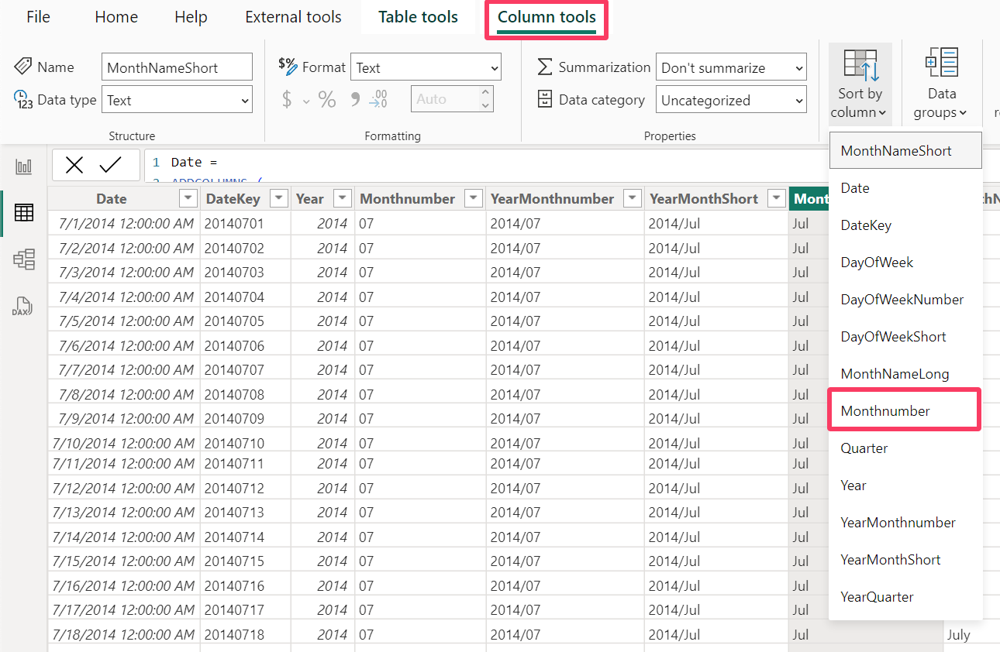 File Home Help External tools Table tools Column tools
Name MonthNameShort Format Text Summarization Don't summarize
Data type Text $ % 9 .00 →.0 Auto Data category Uncategorized
Sort by column Data groups
Structure Formatting Properties
1 Date =
2 ADDCOLUMNS (
Date DateKey Year Monthnumber YearMonthnumber YearMonthShort Mont
7/1/2014 12:00:00 AM 20140701 2014 07 2014/07 2014/Jul Jul
7/2/2014 12:00:00 AM 20140702 2014 07 2014/07 2014/Jul Jul
7/3/2014 12:00:00 AM 20140703 2014 07 2014/07 2014/Jul Jul
7/4/2014 12:00:00 AM 20140704 2014 07 2014/07 2014/Jul Jul
7/5/2014 12:00:00 AM 20140705 2014 07 2014/07 2014/Jul Jul
7/6/2014 12:00:00 AM 20140706 2014 07 2014/07 2014/Jul Jul
7/7/2014 12:00:00 AM 20140707 2014 07 2014/07 2014/Jul Jul
7/8/2014 12:00:00 AM 20140708 2014 07 2014/07 2014/Jul Jul
7/9/2014 12:00:00 AM 20140709 2014 07 2014/07 2014/Jul Jul
7/10/2014 12:00:00 AM 20140710 2014 07 2014/07 2014/Jul Jul
7/11/2014 12:00:00 AM 20140711 2014 07 2014/07 2014/Jul Jul
7/12/2014 12:00:00 AM 20140712 2014 07 2014/07 2014/Jul Jul
7/13/2014 12:00:00 AM 20140713 2014 07 2014/07 2014/Jul Jul
7/14/2014 12:00:00 AM 20140714 2014 07 2014/07 2014/Jul Jul
7/15/2014 12:00:00 AM 20140715 2014 07 2014/07 2014/Jul Jul
7/16/2014 12:00:00 AM 20140716 2014 07 2014/07 2014/Jul Jul
7/17/2014 12:00:00 AM 20140717 2014 07 2014/07 2014/Jul Jul
7/18/2014 12:00:00 AM 20140718 2014 07 2014/07 2014/Jul Jul July
MonthNameShort
Date
DateKey
DayOfWeek
DayOfWeekNumber
DayOfWeekShort
MonthNameLong
Monthnumber
Quarter
Year
YearMonthnumber
YearMonthShort
YearQuarter
DAX
123